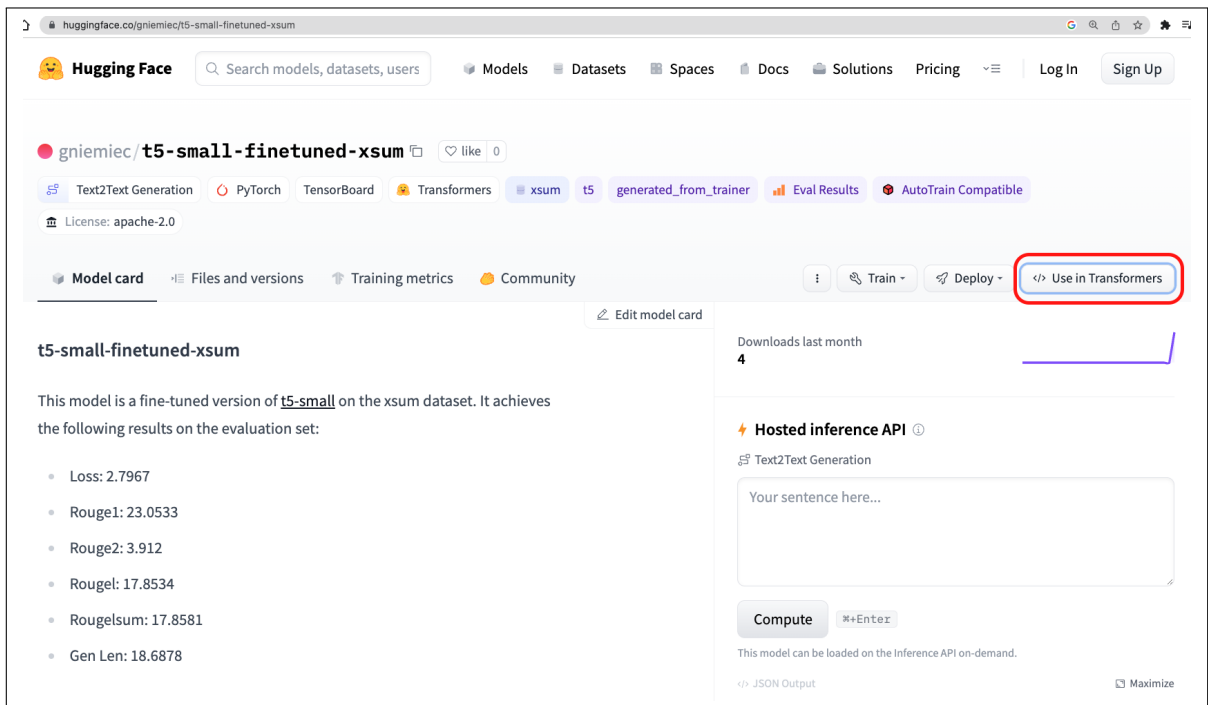 huggingface.co/gniemiec/t5-small-finetuned-xsum
Hugging Face Search models, datasets, users Models Datasets Spaces Docs Solutions Pricing Log In Sign Up
gniemiec/t5-small-finetuned-xsum like 0
Text2Text Generation PyTorch TensorBoard Transformers xsum t5 generated_from_trainer Eval Results AutoTrain Compatible
License: apache-2.0
Model card Files and versions Training metrics Community Train Deploy </> Use in Transformers
Edit model card
t5-small-finetuned-xsum
This model is a fine-tuned version of t5-small on the xsum dataset. It achieves
the following results on the evaluation set:
Loss: 2.7967
Rouge1: 23.0533
Rouge2: 3.912
Rougel: 17.8534
Rougelsum: 17.8581
Gen Len: 18.6878
Downloads last month
4
Hosted inference API
Text2Text Generation
Your sentence here...
Compute ⌘+Enter
This model can be loaded on the Inference API on-demand.
</> JSON Output Maximize